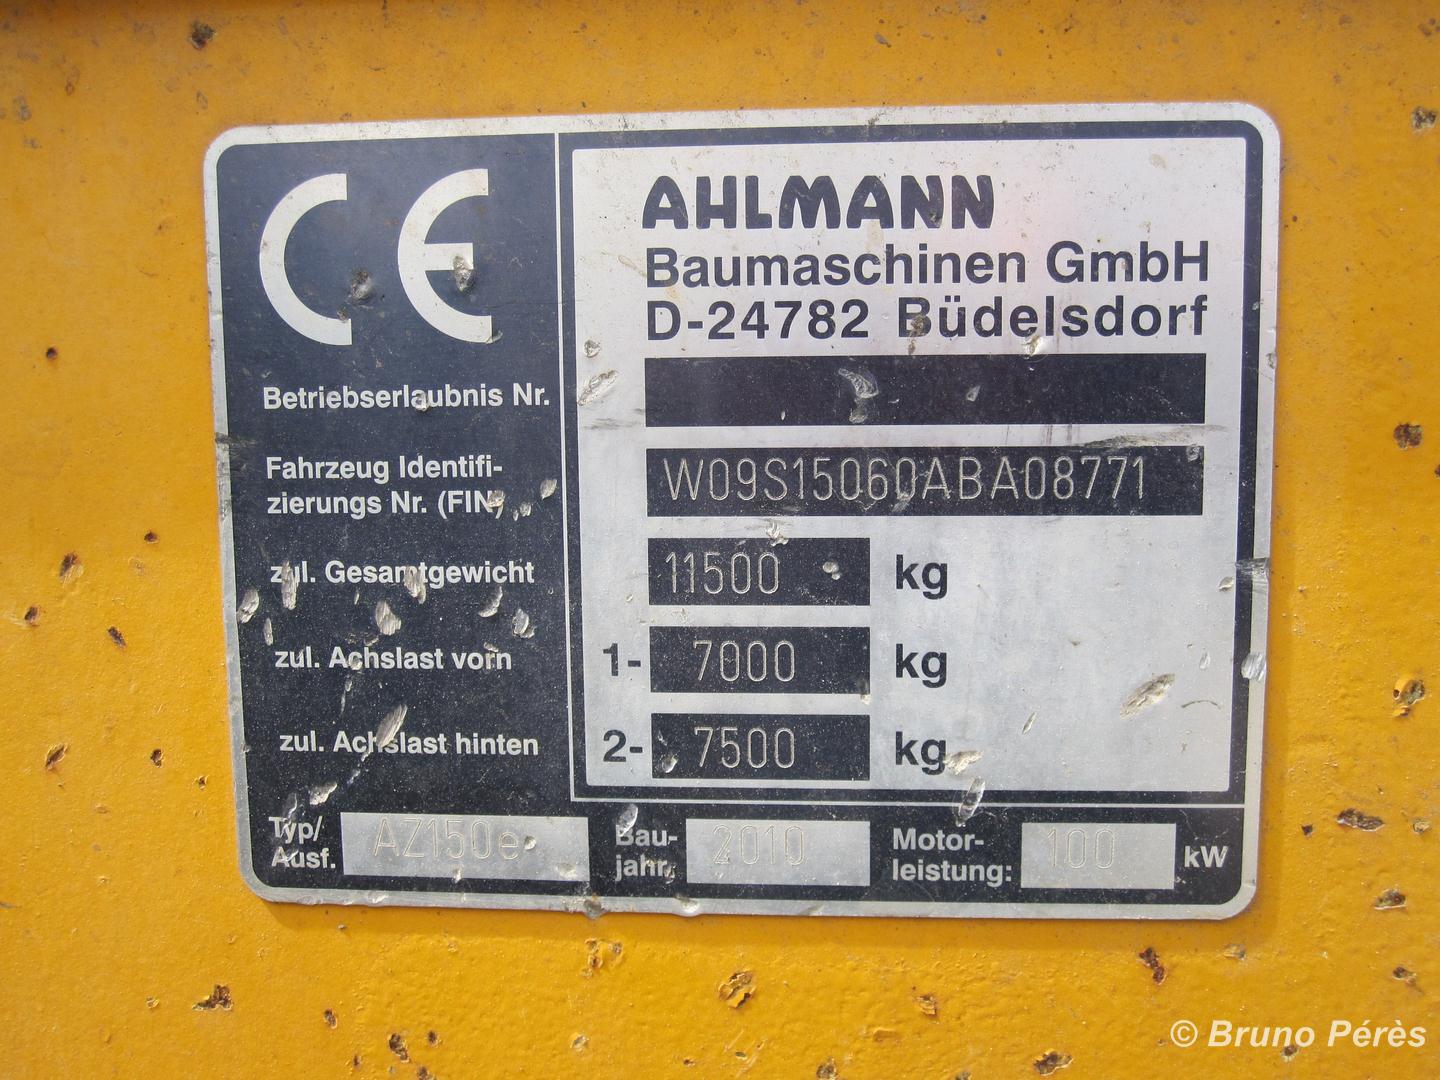 CE
AHLMANN
Baumaschinen GmbH
D-24782 Büdelsdorf
Betriebserlaubnis Nr.
Fahrzeug Identifi-
zierungs Nr. (FIN)
W09S15060ABA08771
zul. Gesamtgewicht 11500 kg
zul. Achslast vorn 1- 7000 kg
zul. Achslast hinten 2- 7500 kg
Typ/
Ausf. AZ150e
Bau-
jahr: 2010
Motor-
leistung: 100 kW
© Bruno Pérès